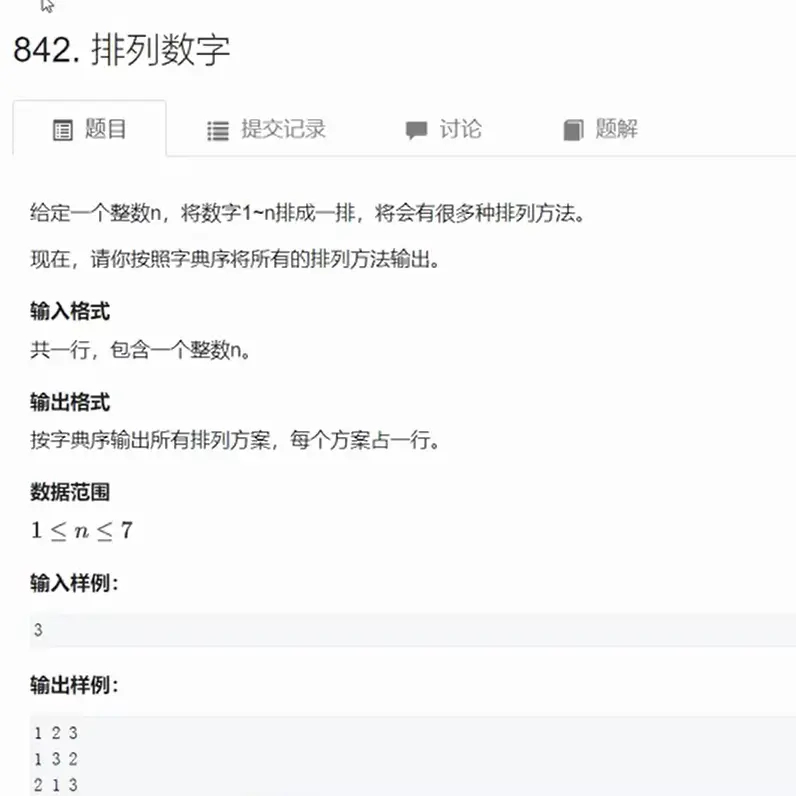 842. 排列数字
题目 提交记录 讨论 题解
给定一个整数n，将数字1~n排成一排，将会有很多种排列方法。
现在，请你按照字典序将所有的排列方法输出。
输入格式
共一行，包含一个整数n。
输出格式
按字典序输出所有排列方案，每个方案占一行。
数据范围
1 ≤ n ≤ 7
输入样例：
3
输出样例：
1 2 3
1 3 2
2 1 3